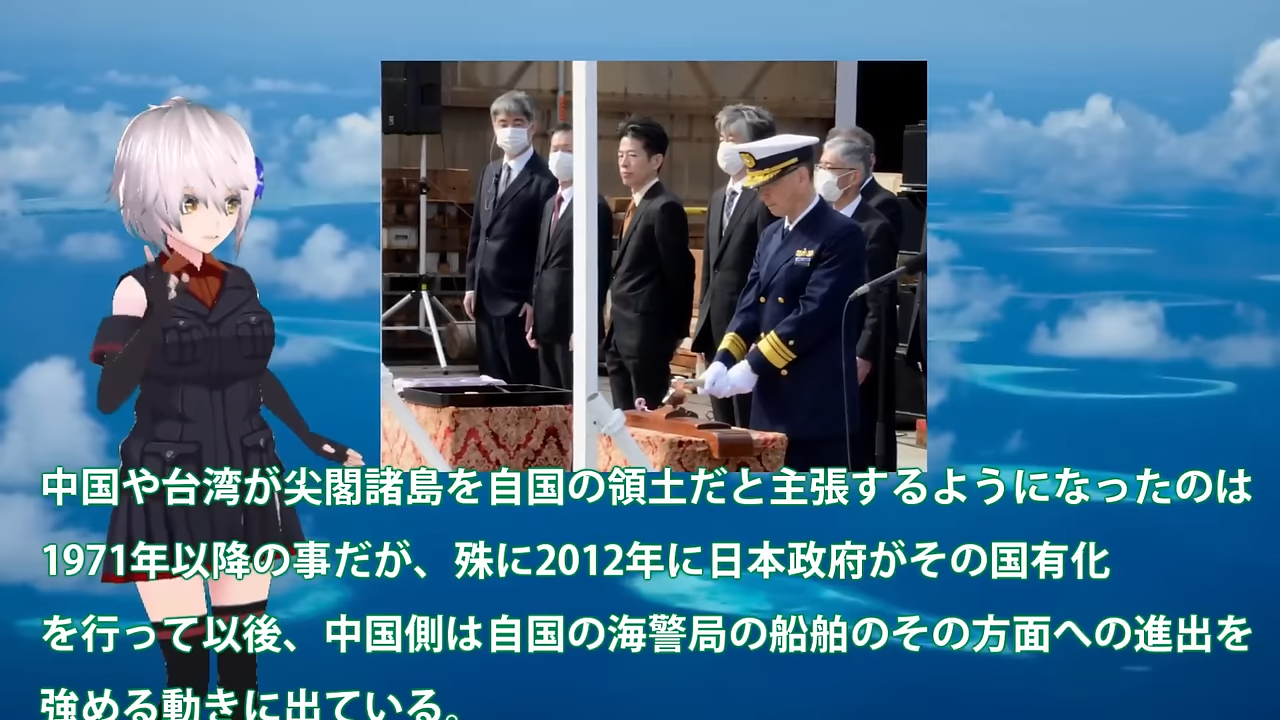 中国や台湾が尖閣諸島を自国の領土だと主張するようになったのは
1971年以降の事だが、殊に2012年に日本政府がその国有化
を行って以後、中国側は自国の海警局の船舶のその方面への進出を
強める動きに出ている。